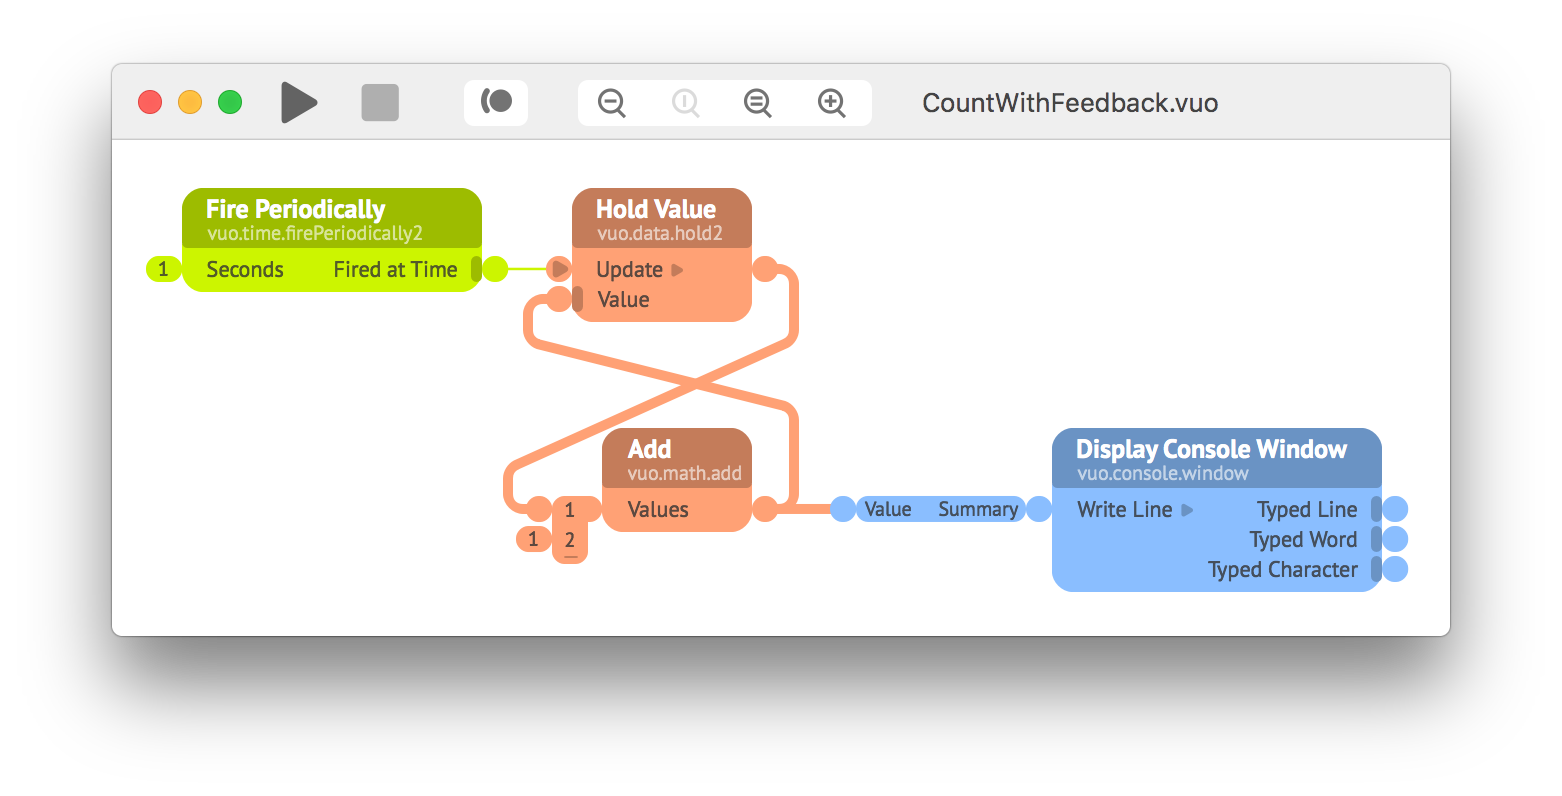 CountWithFeedback.vuo
Fire Periodically
vuo.time.firePeriodically2
1 Seconds Fired at Time
Hold Value
vuo.data.hold2
Update
Value
Add
vuo.math.add
1 Values
1 2
Value Summary
Display Console Window
vuo.console.window
Write Line Typed Line
Typed Word
Typed Character